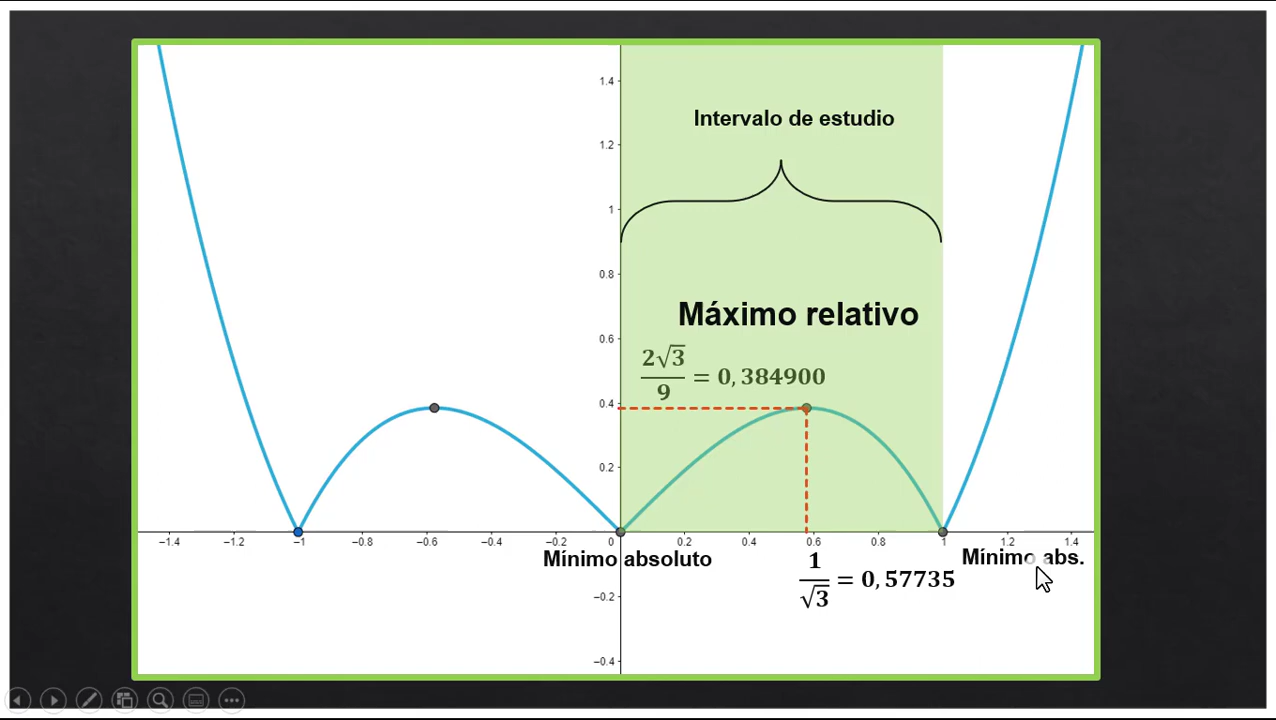 1.4
Intervalo de estudio
1.2
1
0.8
Máximo relativo
0.6
2√3/9 = 0,384900
0.4
0.2
−1.4 −1.2 −1 −0.8 −0.6 −0.4 −0.2 0 0.2 0.4 0.6 0.8 1 1.2 1.4
Mínimo absoluto
Mínimo abs.
1/√3 = 0,57735
−0.2
−0.4